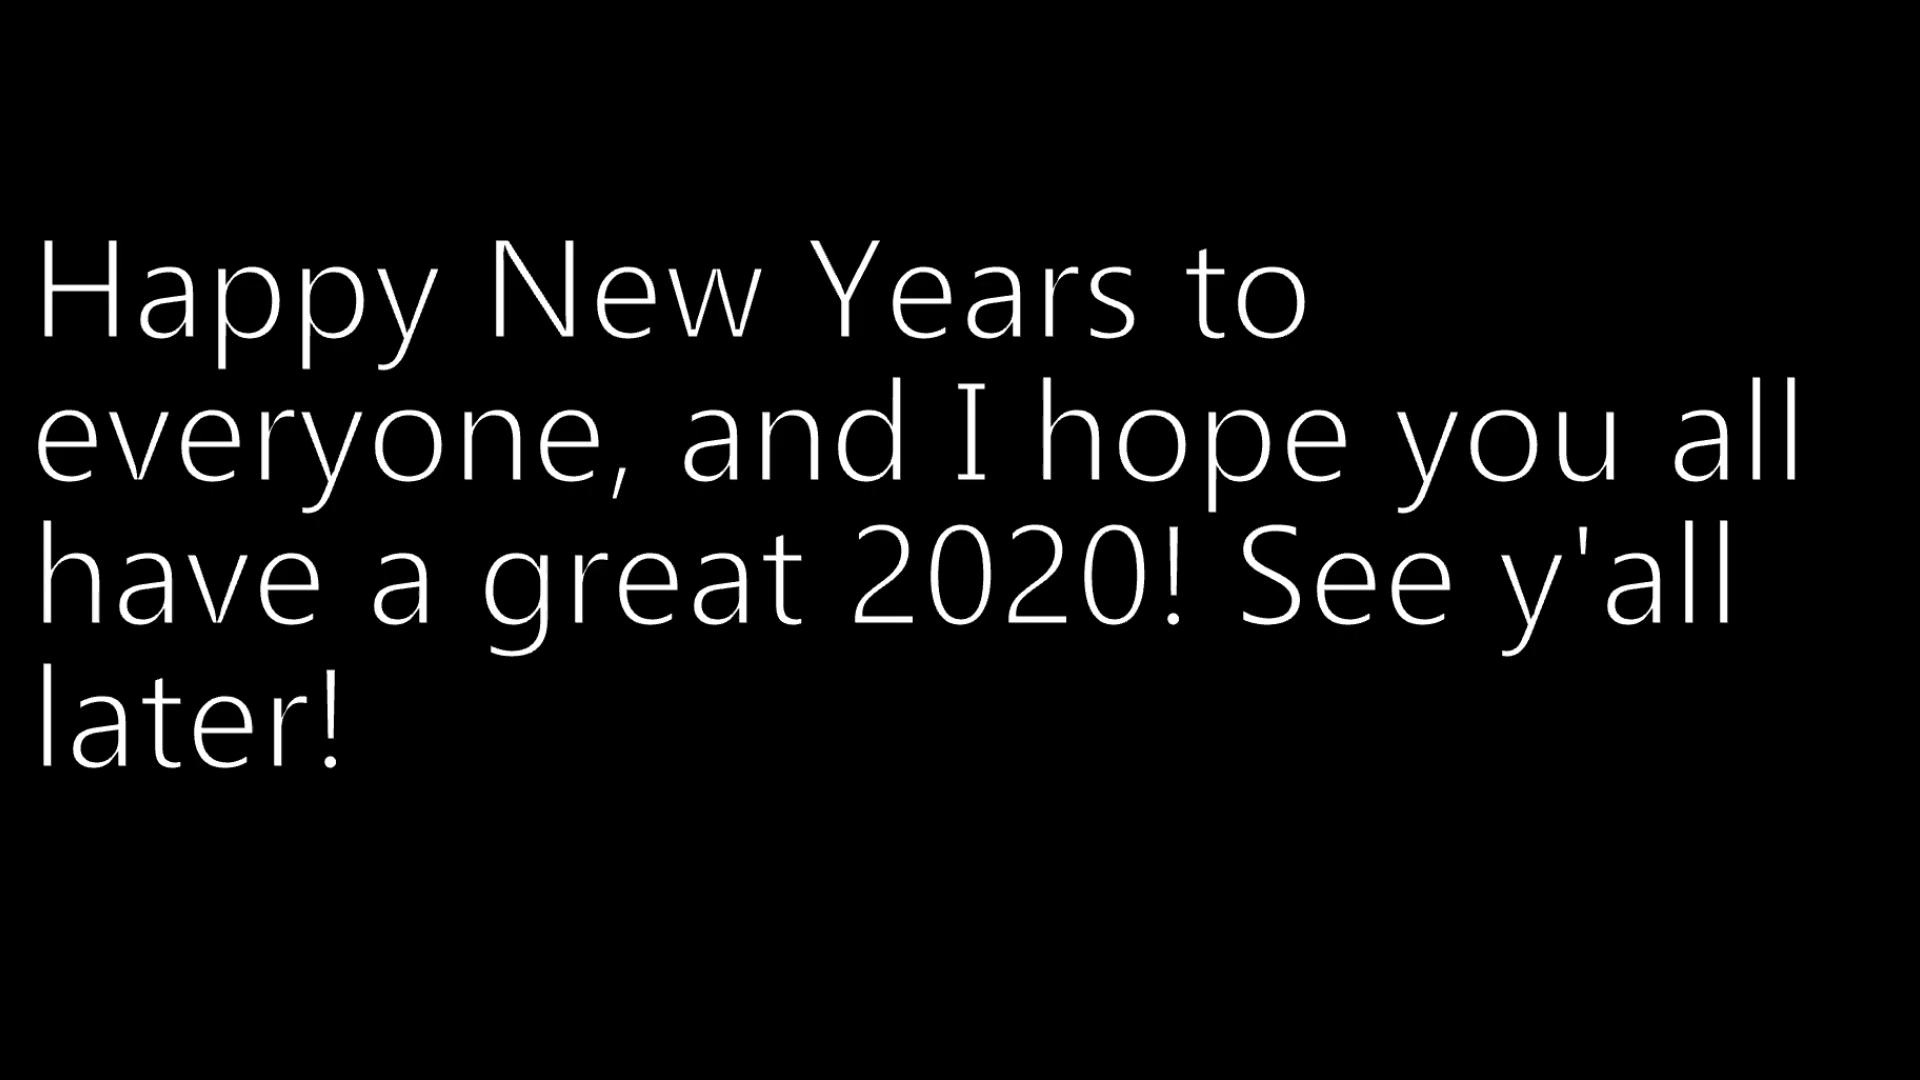 Happy New Years to
everyone, and I hope you all
have a great 2020! See y'all
later!